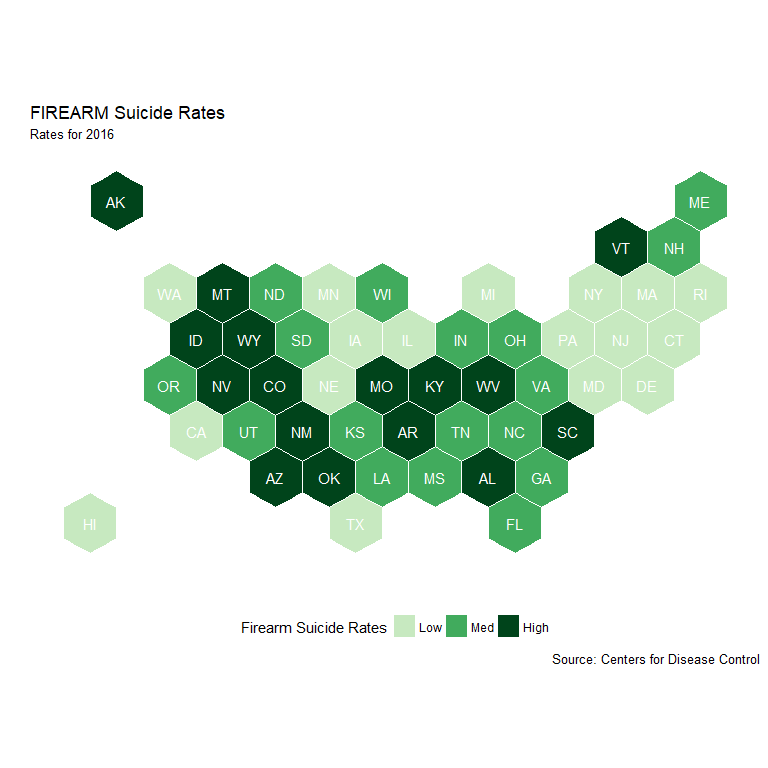 FIREARM Suicide Rates
Rates for 2016
AK ME
VT NH
WA MT ND MN WI MI NY MA RI
ID WY SD IA IL IN OH PA NJ CT
OR NV CO NE MO KY WV VA MD DE
CA UT NM KS AR TN NC SC
AZ OK LA MS AL GA
HI TX FL
Firearm Suicide Rates Low Med High
Source: Centers for Disease Control